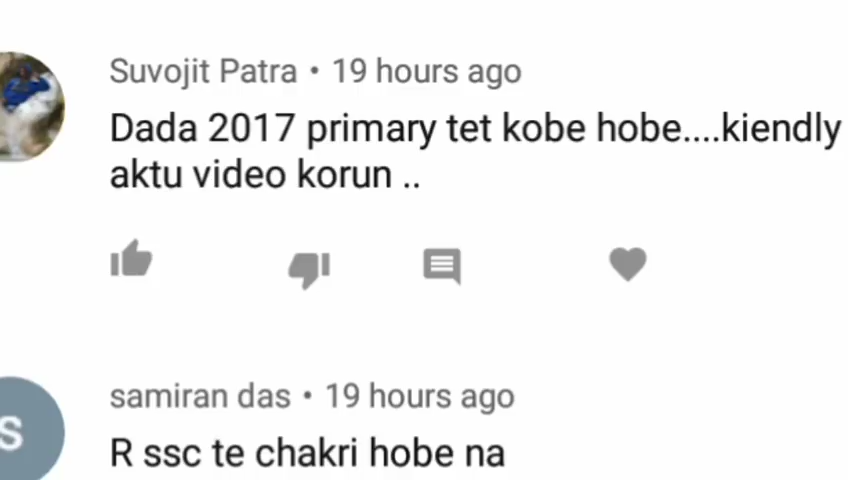 Suvojit Patra • 19 hours ago
Dada 2017 primary tet kobe hobe....kiendly
aktu video korun ..
samiran das • 19 hours ago
S
R ssc te chakri hobe na